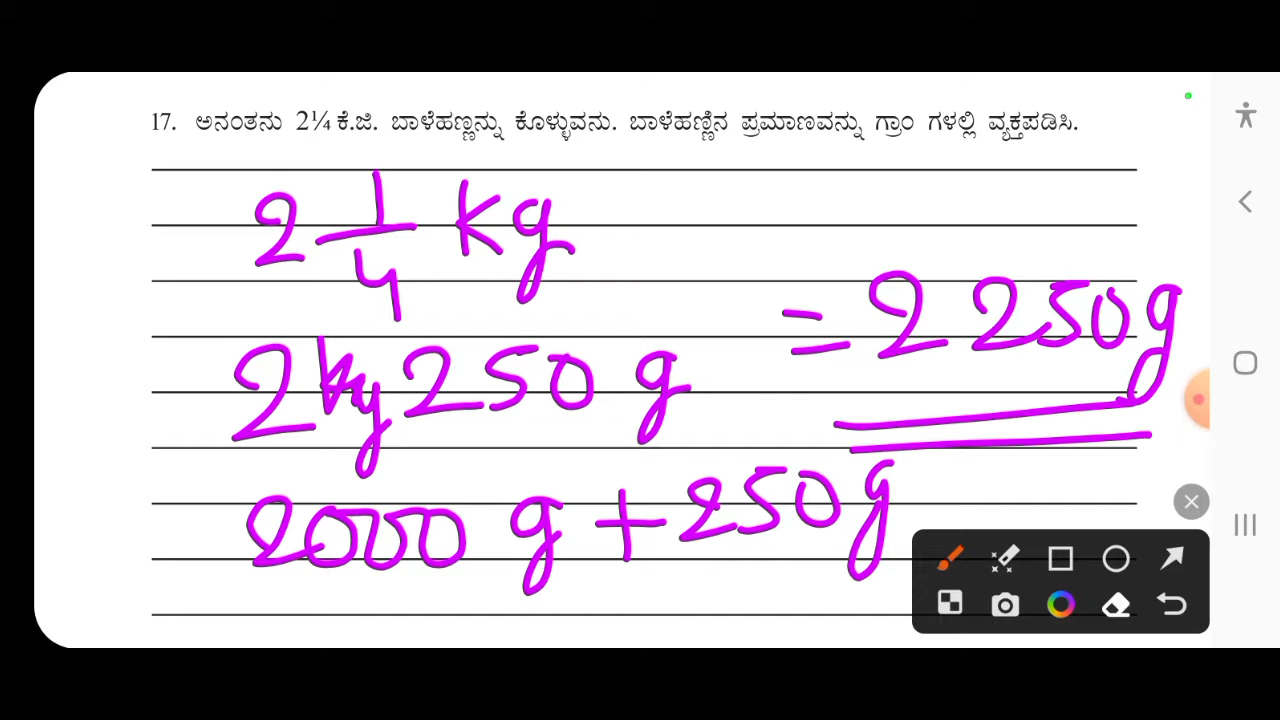 17. ಅನಂತನು 2¼ ಕೆ.ಜಿ. ಬಾಳೆಹಣ್ಣನ್ನು ಕೊಳ್ಳುವನು. ಬಾಳೆಹಣ್ಣಿನ ಪ್ರಮಾಣವನ್ನು ಗ್ರಾಂ ಗಳಲ್ಲಿ ವ್ಯಕ್ತಪಡಿಸಿ.
2 1/4 kg
2kg 250 g = 2250g
2000 g + 250g